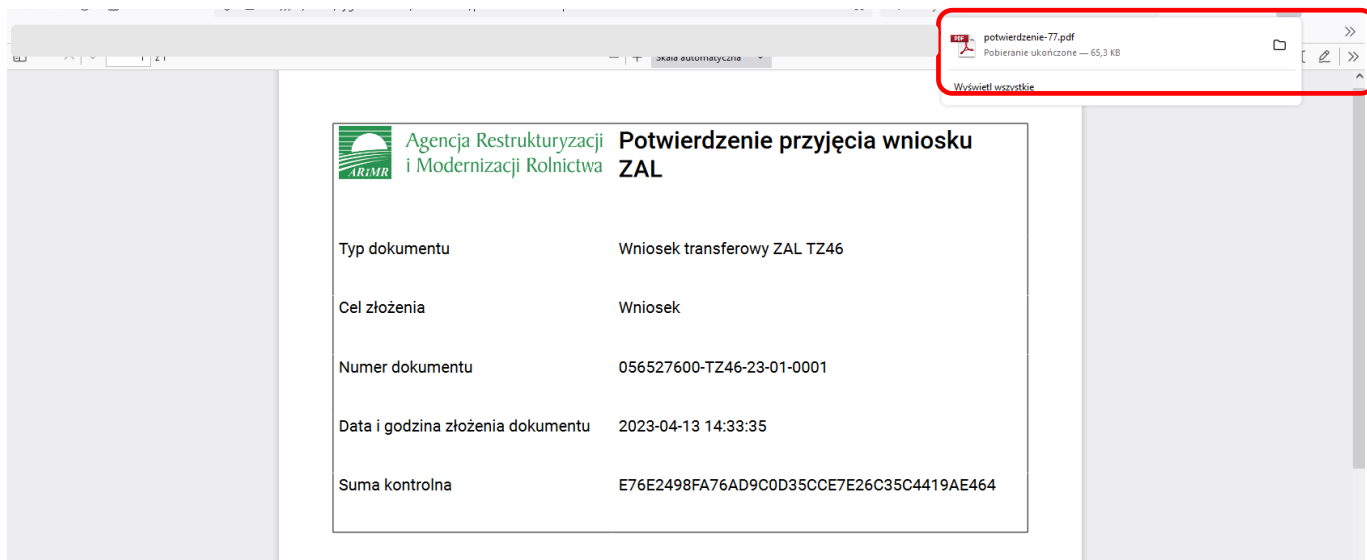 potwierdzenie-77.pdf
Pobieranie ukończone — 65,3 KB
Wyświetl wszystkie
1 z 1
Skala automatyczna
Agencja Restrukturyzacji
i Modernizacji Rolnictwa
ARiMR
Potwierdzenie przyjęcia wniosku
ZAL
Typ dokumentu Wniosek transferowy ZAL TZ46
Cel złożenia Wniosek
Numer dokumentu 056527600-TZ46-23-01-0001
Data i godzina złożenia dokumentu 2023-04-13 14:33:35
Suma kontrolna E76E2498FA76AD9C0D35CCE7E26C35C4419AE464